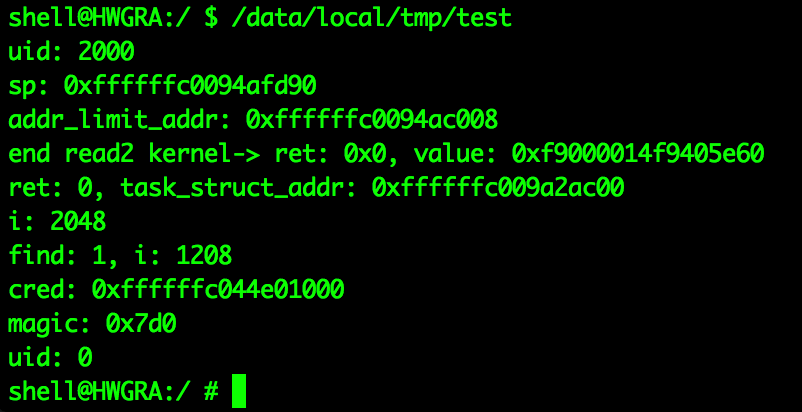 shell@HWGRA:/ $ /data/local/tmp/test
uid: 2000
sp: 0xffffffc0094afd90
addr_limit_addr: 0xffffffc0094ac008
end read2 kernel-> ret: 0x0, value: 0xf9000014f9405e60
ret: 0, task_struct_addr: 0xffffffc009a2ac00
i: 2048
find: 1, i: 1208
cred: 0xffffffc044e01000
magic: 0x7d0
uid: 0
shell@HWGRA:/ #